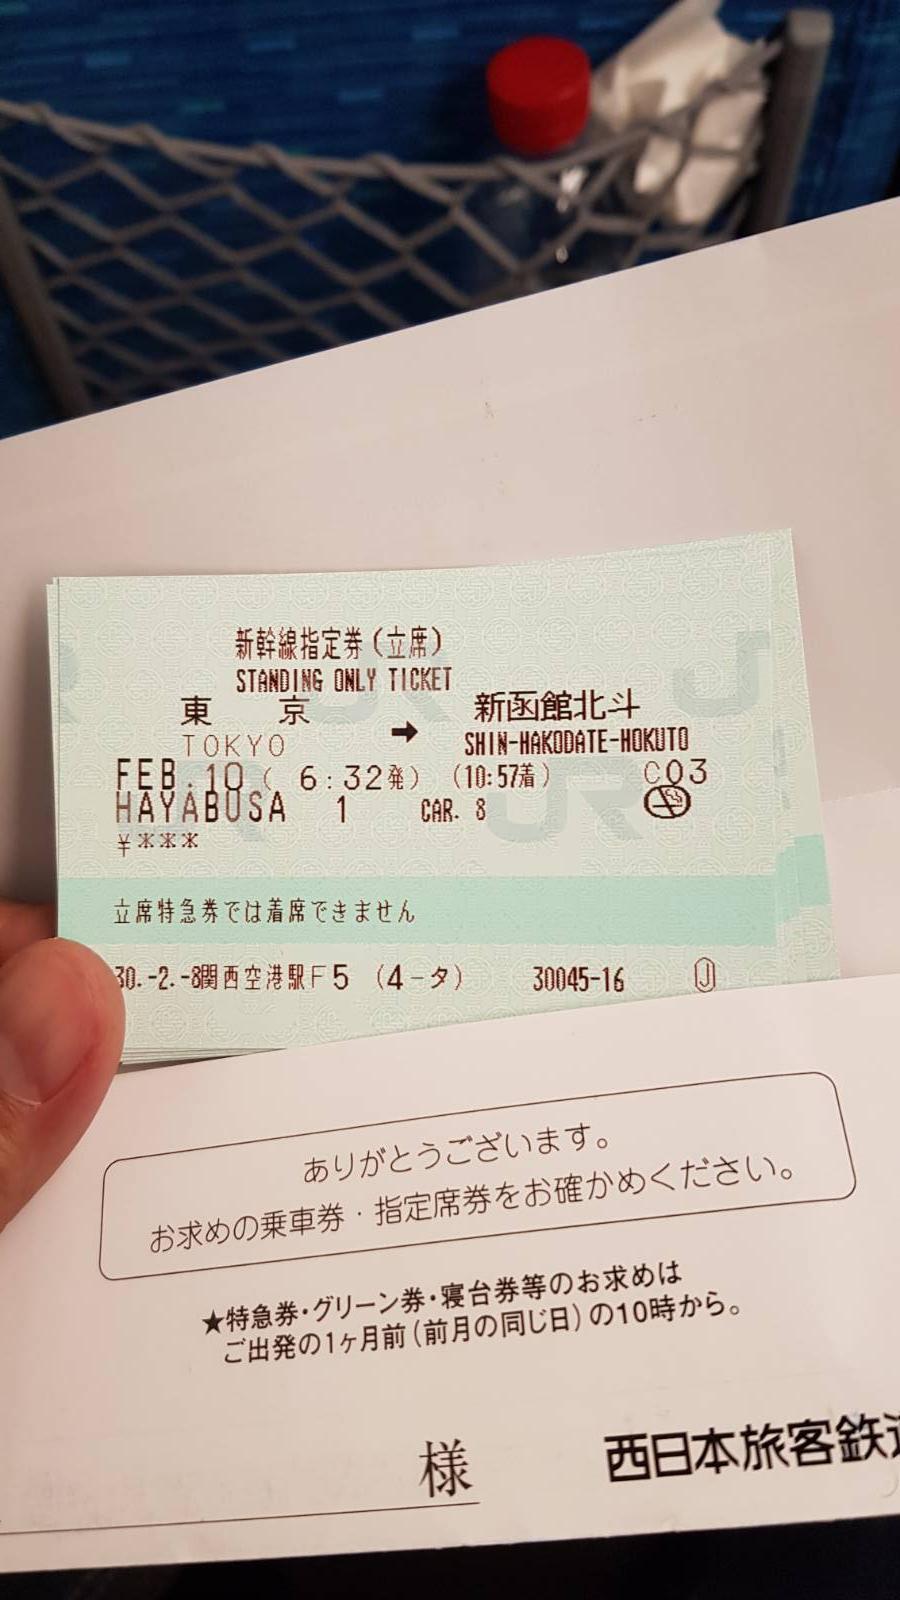 新幹線指定券(立席)
STANDING ONLY TICKET
東 京 ➡ 新函館北斗
TOKYO SHIN-HAKODATE-HOKUTO
FEB.10( 6:32発) (10:57着) C03
HAYABUSA 1 CAR. 8
¥***
立席特急券では着席できません
30.-2.-8関西空港駅F5 (4-タ) 30045-16 Ⓙ
ありがとうございます。
お求めの乗車券・指定席券をお確かめください。
★特急券・グリーン券・寝台券等のお求めは
ご出発の1ヶ月前(前月の同じ日)の10時から。
様
西日本旅客鉄道